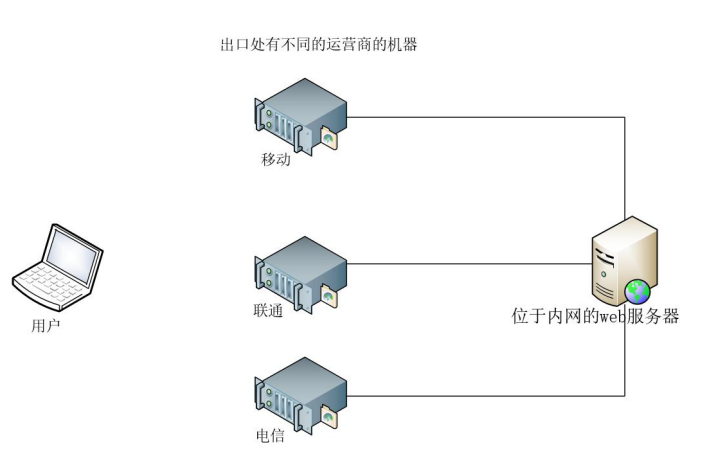 出口处有不同的运营商的机器
移动
用户
联通
位于内网的web服务器
电信